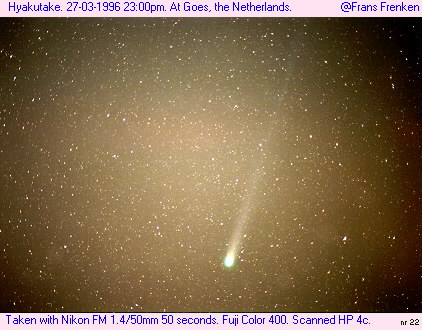 Hyakutake. 27-03-1996 23:00pm. At Goes, the Netherlands. @Frans Frenken
Taken with Nikon FM 1.4/50mm 50 seconds. Fuji Color 400. Scanned HP 4c. nr 22